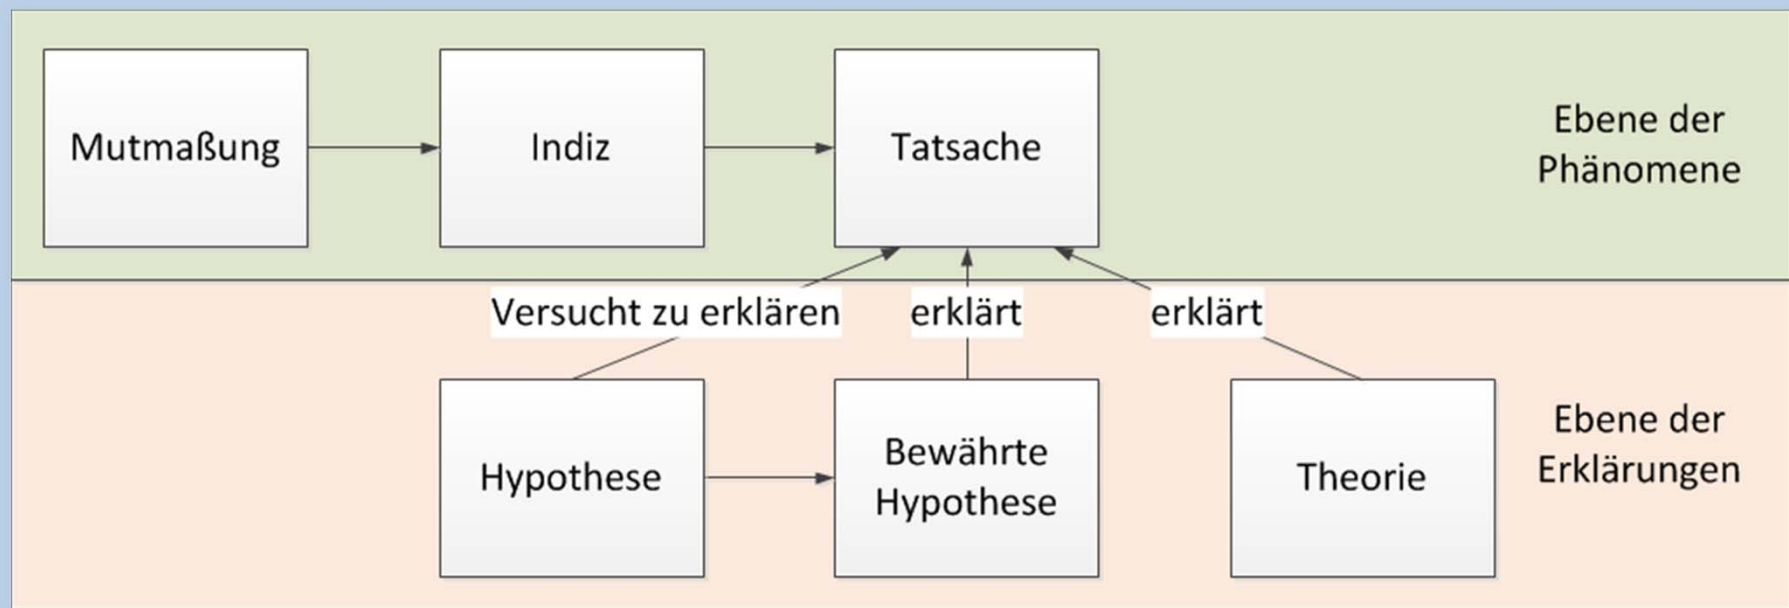 Mutmaßung
Indiz
Tatsache
Ebene der
Phänomene
Versucht zu erklären
erklärt
erklärt
Hypothese
Bewährte
Hypothese
Theorie
Ebene der
Erklärungen